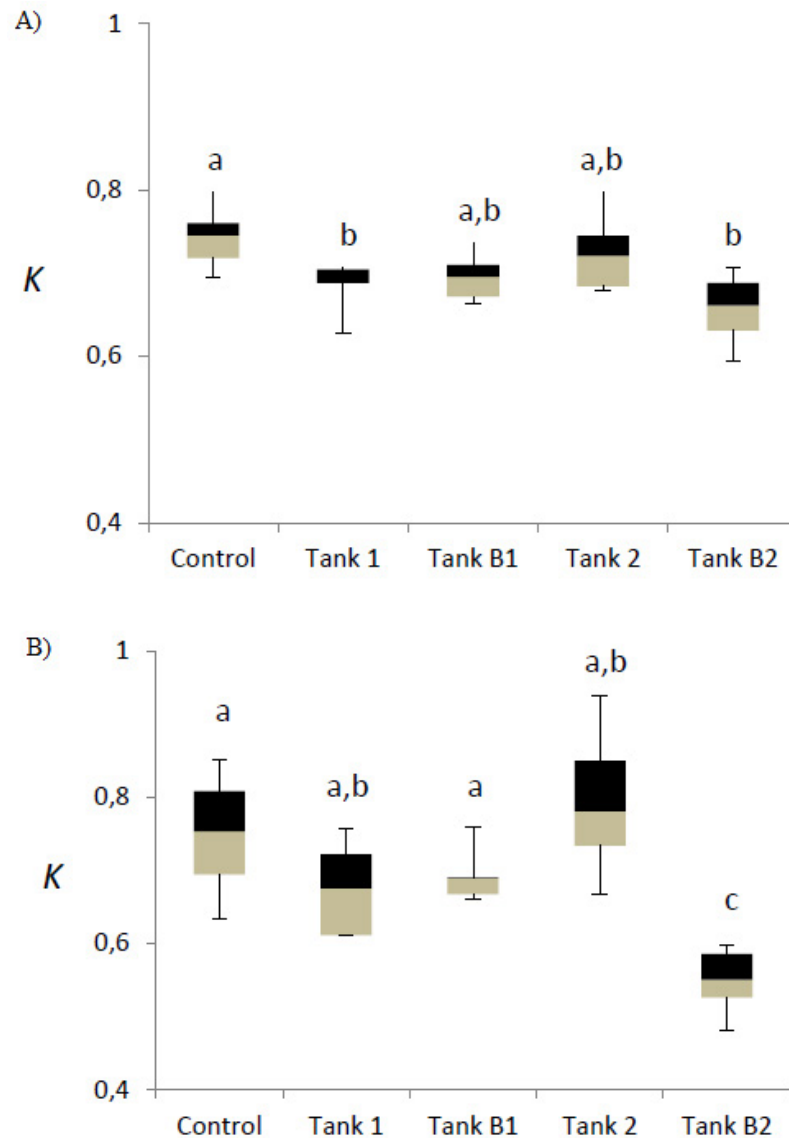 A)
1
0,8
0,6
0,4
K
a
b
a,b
a,b
b
Control Tank 1 Tank B1 Tank 2 Tank B2
B)
1
0,8
0,6
0,4
K
a
a,b
a
a,b
c
Control Tank 1 Tank B1 Tank 2 Tank B2